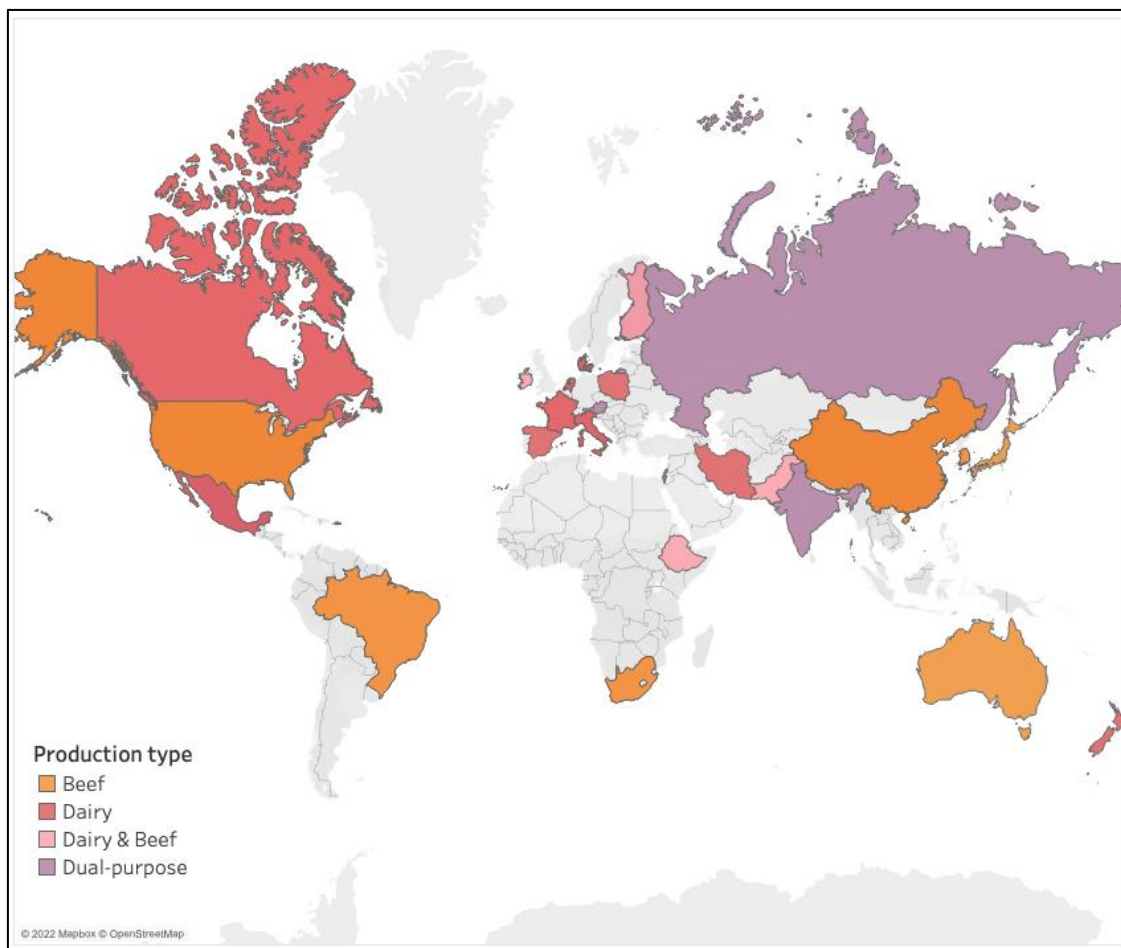 Production type
Beef
Dairy
Dairy & Beef
Dual-purpose
© 2022 Mapbox © OpenStreetMap